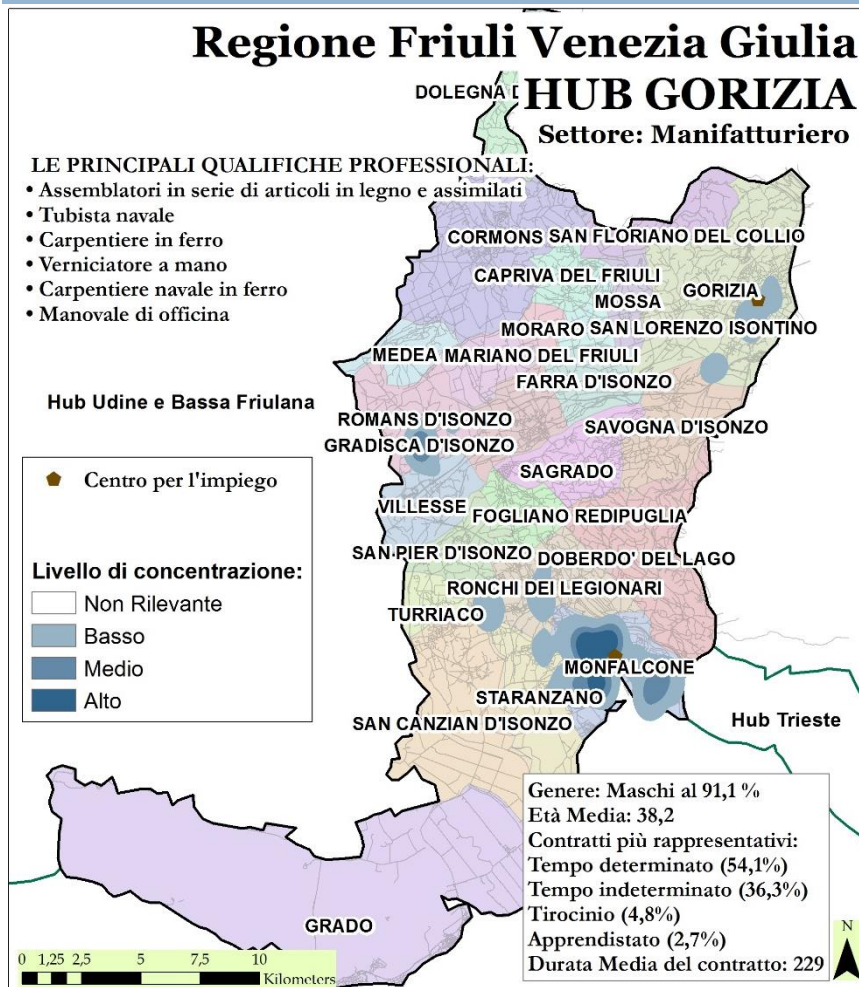 Regione Friuli Venezia Giulia
HUB GORIZIA
Settore: Manifatturiero
DOLEGNA D
LE PRINCIPALI QUALIFICHE PROFESSIONALI:
• Assemblatori in serie di articoli in legno e assimilati
• Tubista navale
• Carpentiere in ferro
• Verniciatore a mano
• Carpentiere navale in ferro
• Manovale di officina
CORMONS
SAN FLORIANO DEL COLLIO
CAPRIVA DEL FRIULI
GORIZIA
MOSSA
MORARO
SAN LORENZO ISONTINO
MEDEA
MARIANO DEL FRIULI
FARRA D'ISONZO
Hub Udine e Bassa Friulana
ROMANS D'ISONZO
SAVOGNA D'ISONZO
GRADISCA D'ISONZO
SAGRADO
VILLESSE
FOGLIANO REDIPUGLIA
SAN PIER D'ISONZO
DOBERDO' DEL LAGO
RONCHI DEI LEGIONARI
TURRIACO
MONFALCONE
STARANZANO
SAN CANZIAN D'ISONZO
Hub Trieste
GRADO
Centro per l'impiego
Livello di concentrazione:
Non Rilevante
Basso
Medio
Alto
Genere: Maschi al 91,1 %
Età Media: 38,2
Contratti più rappresentativi:
Tempo determinato (54,1%)
Tempo indeterminato (36,3%)
Tirocinio (4,8%)
Apprendistato (2,7%)
Durata Media del contratto: 229
N
0 1,25 2,5 5 7,5 10
Kilometers